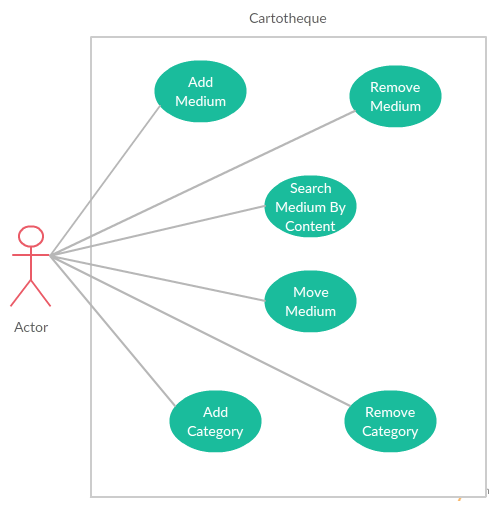 Cartotheque
Add
Medium
Remove
Medium
Search
Medium By
Content
Move
Medium
Actor
Add
Category
Remove
Category